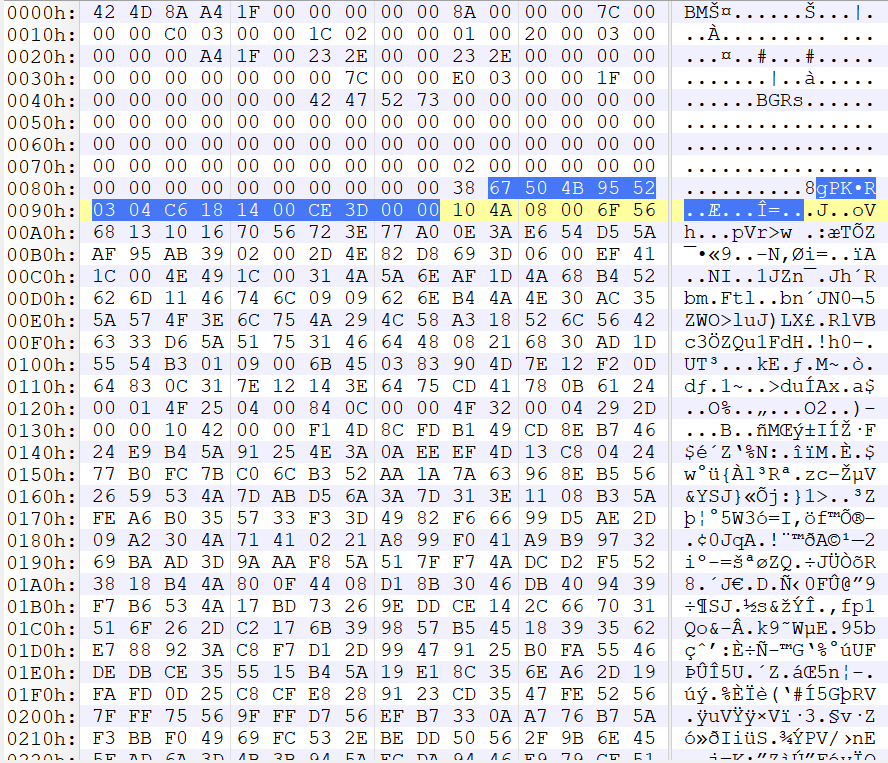 0000h: 42 4D 8A A4 1F 00 00 00 00 00 8A 00 00 00 7C 00 BMŠ¤......Š...|.
0010h: 00 00 C0 03 00 00 1C 02 00 00 01 00 20 00 03 00 ..À......... ...
0020h: 00 00 00 A4 1F 00 23 2E 00 00 23 2E 00 00 00 00 ...¤..#...#.....
0030h: 00 00 00 00 00 00 00 7C 00 00 E0 03 00 00 1F 00 .......|..à.....
0040h: 00 00 00 00 00 00 42 47 52 73 00 00 00 00 00 00 ......BGRs......
0050h: 00 00 00 00 00 00 00 00 00 00 00 00 00 00 00 00 ................
0060h: 00 00 00 00 00 00 00 00 00 00 00 00 00 00 00 00 ................
0070h: 00 00 00 00 00 00 00 00 00 00 02 00 00 00 00 00 ................
0080h: 00 00 00 00 00 00 00 00 00 00 38 67 50 4B 95 52 ..........8gPK•R
0090h: 03 04 C6 18 14 00 CE 3D 00 00 10 4A 08 00 6F 56 ..Æ...Î=...J..oV
00A0h: 68 13 10 16 70 56 72 3E 77 A0 0E 3A E6 54 D5 5A h...pVr>w .:æTÕZ
00B0h: AF 95 AB 39 02 00 2D 4E 82 D8 69 3D 06 00 EF 41 ¯•«9..-N‚Øi=..ïA
00C0h: 1C 00 4E 49 1C 00 31 4A 5A 6E AF 1D 4A 68 B4 52 ..NI..1JZn¯.Jh´R
00D0h: 62 6D 11 46 74 6C 09 09 62 6E B4 4A 4E 30 AC 35 bm.Ftl..bn´JN0¬5
00E0h: 5A 57 4F 3E 6C 75 4A 29 4C 58 A3 18 52 6C 56 42 ZWO>luJ)LX£.RlVB
00F0h: 63 33 D6 5A 51 75 31 46 64 48 08 21 68 30 AD 1D c3ÖZQu1FdH.!h0-.
0100h: 55 54 B3 01 09 00 6B 45 03 83 90 4D 7E 12 F2 0D UT³...kE.ƒ.M~.ò.
0110h: 64 83 0C 31 7E 12 14 3E 64 75 CD 41 78 0B 61 24 dƒ.1~..>duÍAx.a$
0120h: 00 01 4F 25 04 00 84 0C 00 00 4F 32 00 04 29 2D ..O%..„...O2..)-
0130h: 00 00 10 42 00 00 F1 4D 8C FD B1 49 CD 8E B7 46 ...B..ñMŒý±IÍŽ·F
0140h: 24 E9 B4 5A 91 25 4E 3A 0A EE EF 4D 13 C8 04 24 $é´Z‘%N:.îïM.È.$
0150h: 77 B0 FC 7B C0 6C B3 52 AA 1A 7A 63 96 8E B5 56 w°ü{Àl³Rª.zc–ŽµV
0160h: 26 59 53 4A 7D AB D5 6A 3A 7D 31 3E 11 08 B3 5A &YSJ}«Õj:}1>..³Z
0170h: FE A6 B0 35 57 33 F3 3D 49 82 F6 66 99 D5 AE 2D þ¦°5W3ó=I‚öf™Õ®-
0180h: 09 A2 30 4A 71 41 02 21 A8 99 F0 41 A9 B9 97 32 .¢0JqA.!¨™ðA©¹—2
0190h: 69 BA AD 3D 9A AA F8 5A 51 7F F7 4A DC D2 F5 52 iº-=šªøZQ.÷JÜÒõR
01A0h: 38 18 B4 4A 80 0F 44 08 D1 8B 30 46 DB 40 94 39 8.´J€.D.Ñ‹0FÛ@”9
01B0h: F7 B6 53 4A 17 BD 73 26 9E DD CE 14 2C 66 70 31 ÷¶SJ.½s&žÝÎ.,fp1
01C0h: 51 6F 26 2D C2 17 6B 39 98 57 B5 45 18 39 35 62 Qo&-Â.k9˜WµE.95b
01D0h: E7 88 92 3A C8 F7 D1 2D 99 47 91 25 B0 FA 55 46 çˆ’:È÷Ñ-™G‘%°úUF
01E0h: DE DB CE 35 55 15 B4 5A 19 E1 8C 35 6E A6 2D 19 ÞÛÎ5U.´Z.áŒ5n¦-.
01F0h: FA FD 0D 25 C8 CF E8 28 91 23 CD 35 47 FE 52 56 úý.%ÈÏè(‘#Í5GþRV
0200h: 7F FF 75 56 9F FF D7 56 EF B7 33 0A A7 76 B7 5A .ÿuVŸÿ×Vï·3.§v·Z
0210h: F3 BB F0 49 69 FC 53 2E BE DD 50 56 2F 9B 6E 45 ó»ðIiüS.¾ÝPV/›nE